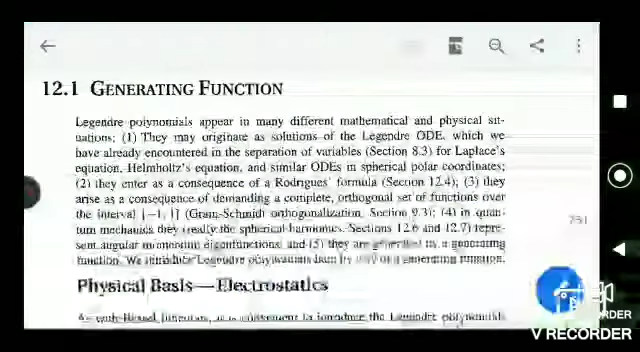 12.1 GENERATING FUNCTION
Legendre polynomials appear in many different mathematical and physical sit-
uations: (1) They may originate as solutions of the Legendre ODE, which we
have already encountered in the separation of variables (Section 8.3) for Laplace's
equation, Helmholtz's equation, and similar ODEs in spherical polar coordinates;
(2) they enter as a consequence of a Rodrigues' formula (Section 12.4); (3) they
arise as a consequence of demanding a complete, orthogonal set of functions over
the interval [−1, 1] (Gram-Schmidt orthogonalization, Section 9.3); (4) in quan-
tum mechanics they (really the spherical harmonics, Sections 12.6 and 12.7) repre-
sent angular momentum eigenfunctions; and (5) they are generated by a generating
function. We introduce Legendre polynomials here by way of a generating function.
Physical Basis—Electrostatics
to introduce the Legendre polynomials
RECORDER
V RECORDER